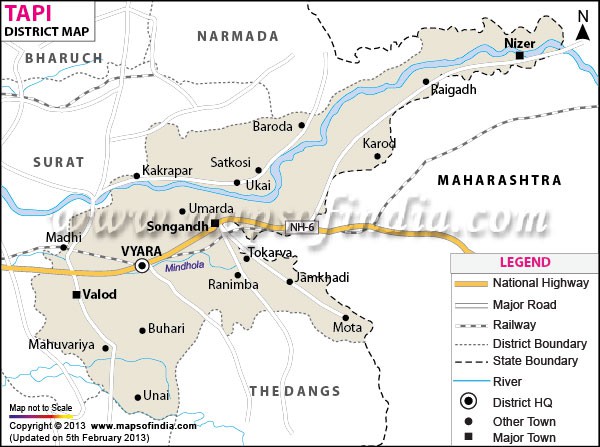 TAPI
DISTRICT MAP
NARMADA
N
BHARUCH
Nizer
Raigadh
Baroda
Karod
SURAT
Satkosi
Kakrapar
Ukai
MAHARASHTRA
Umarda
www.mapsofindia.com
Songandh
NH-6
Madhi
VYARA
Tokarva
Mindhola
Ranimba
Jamkhadi
Valod
Mota
Buhari
Mahuvariya
Unai
THE DANGS
LEGEND
National Highway
Major Road
Railway
District Boundary
State Boundary
River
District HQ
Other Town
Major Town
Map not to Scale
Copyright © 2013 www.mapsofindia.com
(Updated on 5th February 2013)